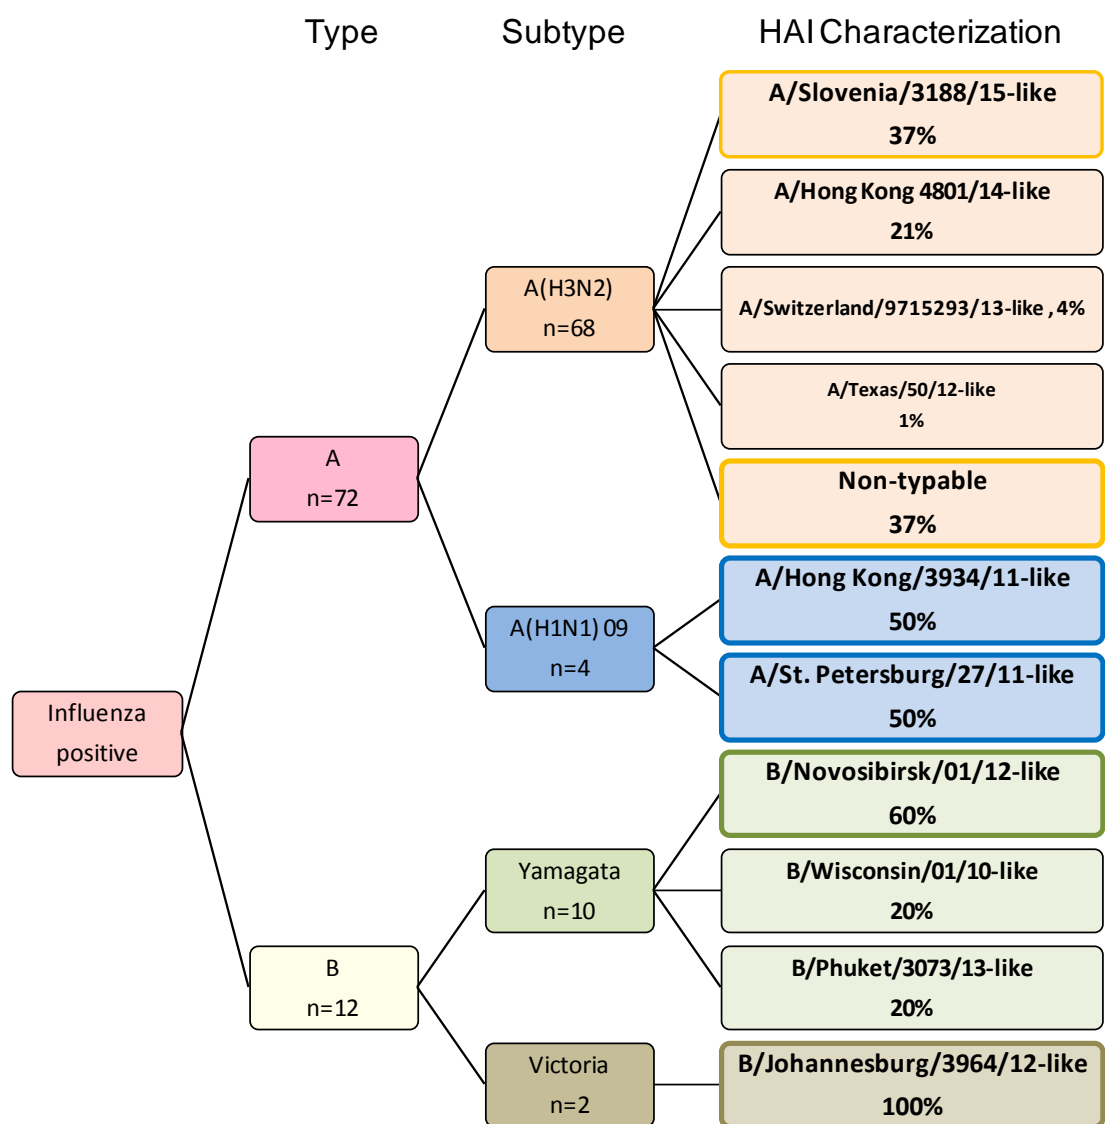 Type
Subtype
HAI Characterization
A/Slovenia/3188/15-like
37%
A/Hong Kong 4801/14-like
21%
A(H3N2)
n=68
A/Switzerland/9715293/13-like , 4%
A/Texas/50/12-like
1%
A
n=72
Non-typable
37%
A/Hong Kong/3934/11-like
50%
A(H1N1) 09
n=4
A/St. Petersburg/27/11-like
50%
Influenza
positive
B/Novosibirsk/01/12-like
60%
Yamagata
n=10
B/Wisconsin/01/10-like
20%
B
n=12
B/Phuket/3073/13-like
20%
Victoria
n=2
B/Johannesburg/3964/12-like
100%